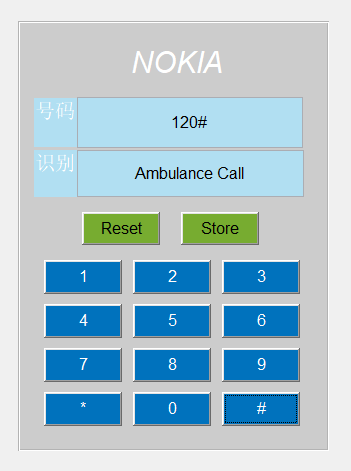 NOKIA
号码 120#
识别 Ambulance Call
Reset Store
1 2 3
4 5 6
7 8 9
* 0 #